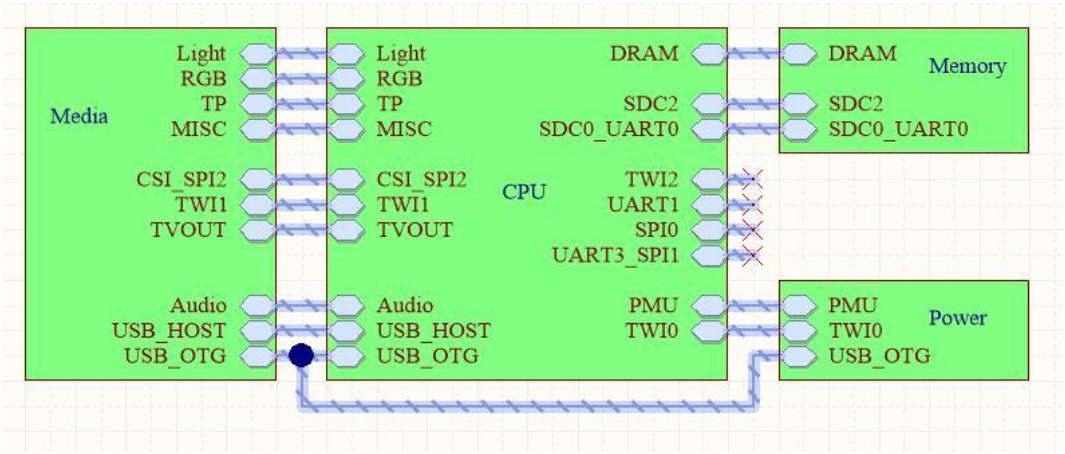 Light Light DRAM DRAM
Memory
RGB RGB
TP TP SDC2 SDC2
Media
MISC MISC SDC0_UART0 SDC0_UART0
CSI_SPI2 CSI_SPI2 TWI2
CPU
TWI1 TWI1 UART1
TVOUT TVOUT SPI0
UART3_SPI1
Audio Audio PMU PMU
Power
USB_HOST USB_HOST TWI0 TWI0
USB_OTG USB_OTG USB_OTG